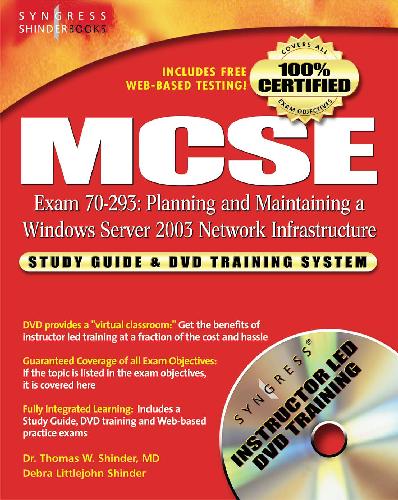 SYNGRESS
SHINDERBOOKS
INCLUDES FREE
WEB-BASED TESTING!
COVERS ALL
100%
CERTIFIED
EXAM OBJECTIVES
MCSE
Exam 70-293: Planning and Maintaining a
Windows Server 2003 Network Infrastructure
STUDY GUIDE & DVD TRAINING SYSTEM
DVD provides a "virtual classroom:" Get the benefits of
instructor led training at a fraction of the cost and hassle
Guaranteed Coverage of all Exam Objectives:
If the topic is listed in the exam objectives, it
is covered here
Fully Integrated Learning: Includes a
Study Guide, DVD training and Web-based
practice exams
Dr. Thomas W. Shinder, MD
Debra Littlejohn Shinder
SYNGRESS®
INSTRUCTOR LED
DVD TRAINING